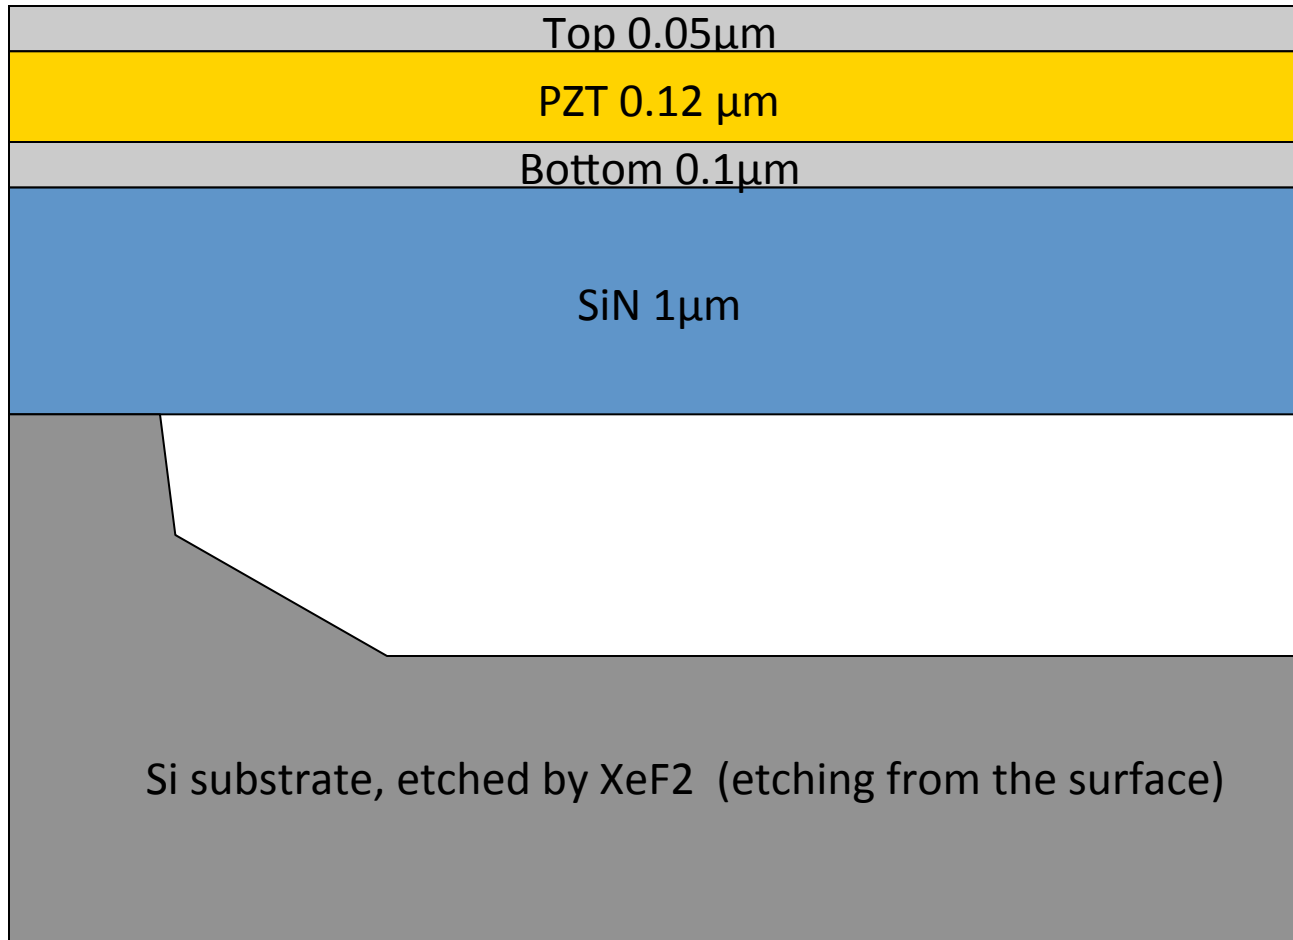 Top 0.05µm
PZT 0.12 µm
Bottom 0.1µm
SiN 1µm
Si substrate, etched by XeF2  (etching from the surface)